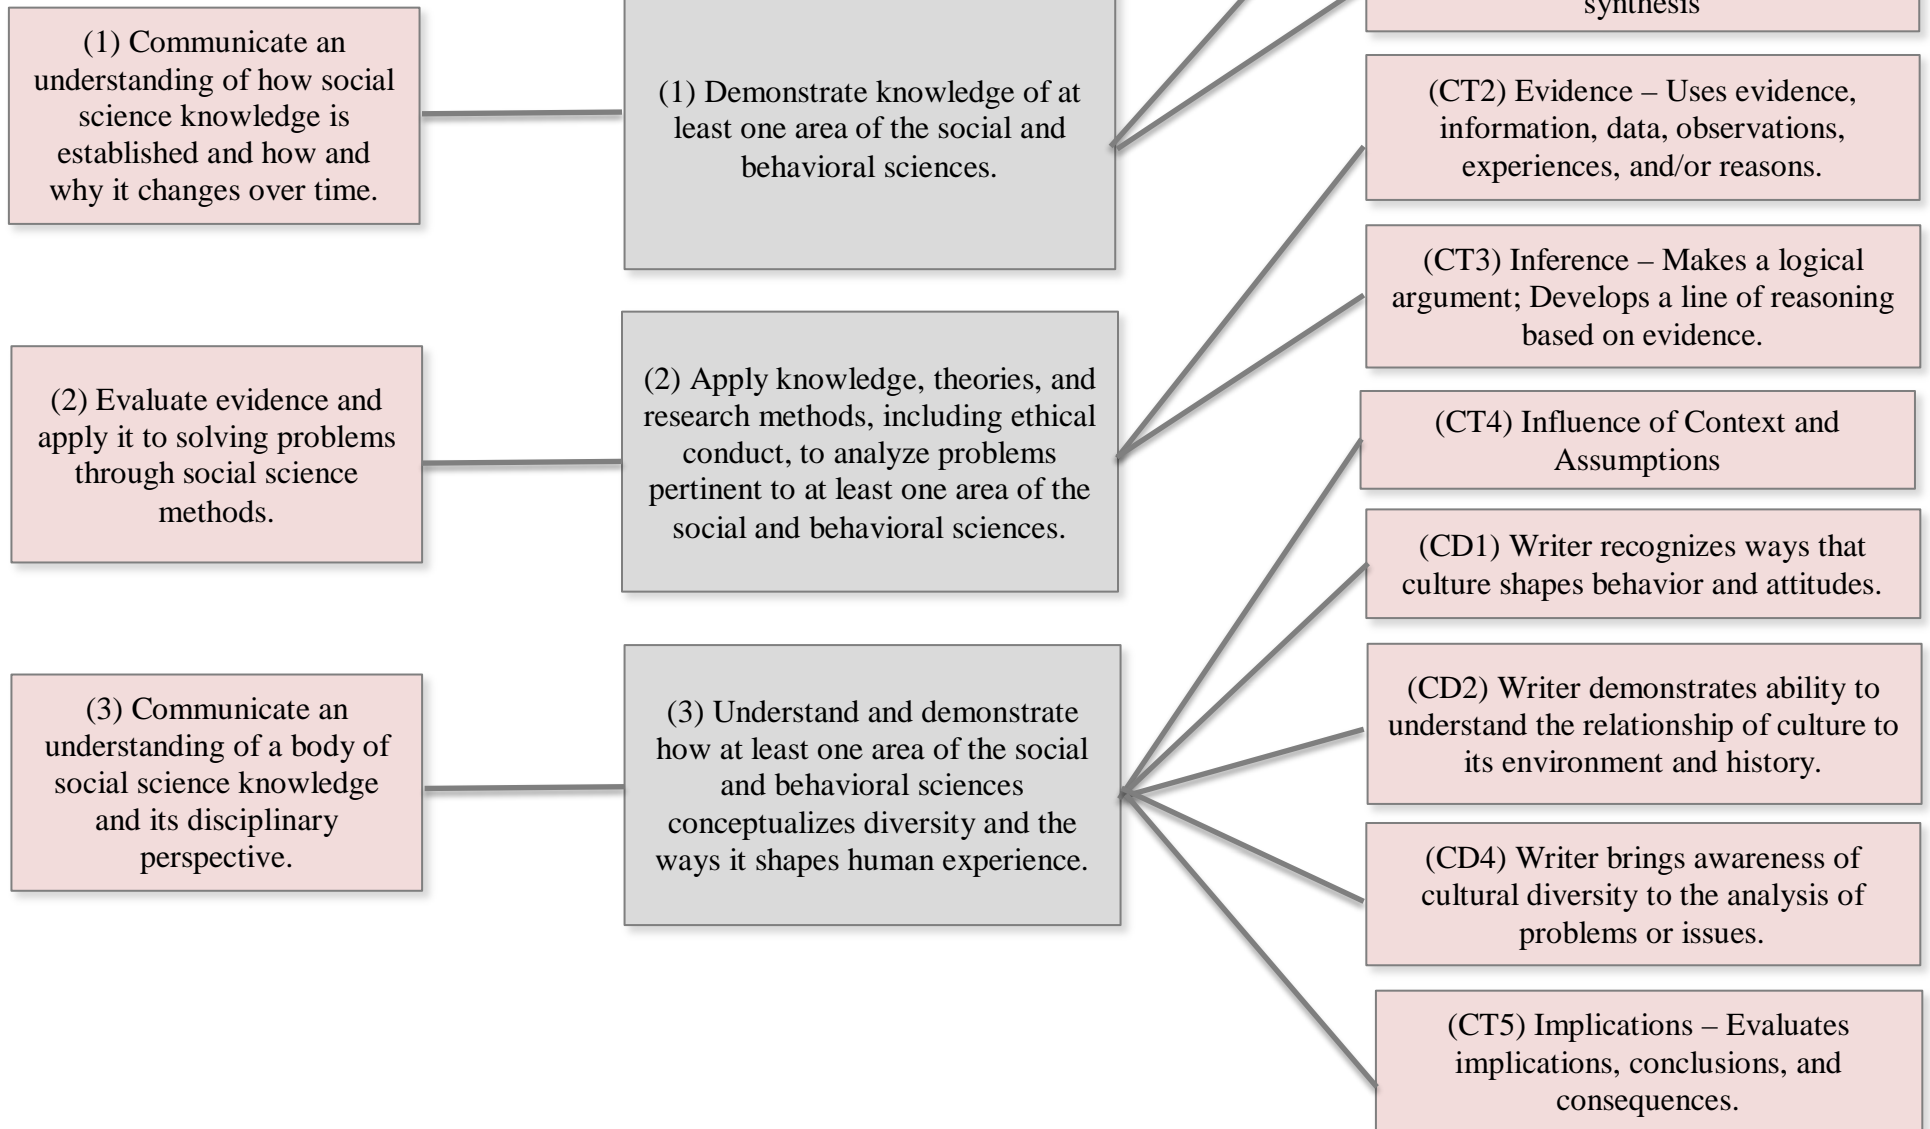 synthesis
(1) Communicate an
understanding of how social
science knowledge is
established and how and
why it changes over time.
(1) Demonstrate knowledge of at
least one area of the social and
behavioral sciences.
(CT2) Evidence – Uses evidence,
information, data, observations,
experiences, and/or reasons.
(CT3) Inference – Makes a logical
argument; Develops a line of reasoning
based on evidence.
(2) Evaluate evidence and
apply it to solving problems
through social science
methods.
(2) Apply knowledge, theories, and
research methods, including ethical
conduct, to analyze problems
pertinent to at least one area of the
social and behavioral sciences.
(CT4) Influence of Context and
Assumptions
(CD1) Writer recognizes ways that
culture shapes behavior and attitudes.
(3) Communicate an
understanding of a body of
social science knowledge
and its disciplinary
perspective.
(3) Understand and demonstrate
how at least one area of the social
and behavioral sciences
conceptualizes diversity and the
ways it shapes human experience.
(CD2) Writer demonstrates ability to
understand the relationship of culture to
its environment and history.
(CD4) Writer brings awareness of
cultural diversity to the analysis of
problems or issues.
(CT5) Implications – Evaluates
implications, conclusions, and
consequences.